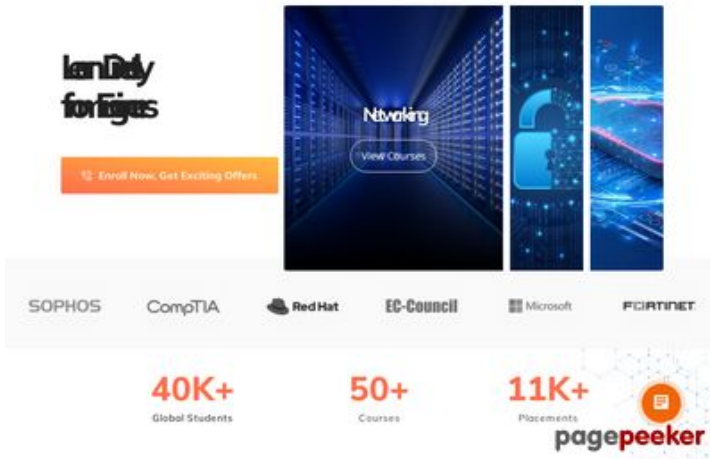 Networking
View Courses
Enroll Now, Get Exciting Offers
SOPHOS
CompTIA
Red Hat
EC-Council
Microsoft
FORTINET
40K+
50+
11K+
Global Students
Courses
Placements
pagepeeker